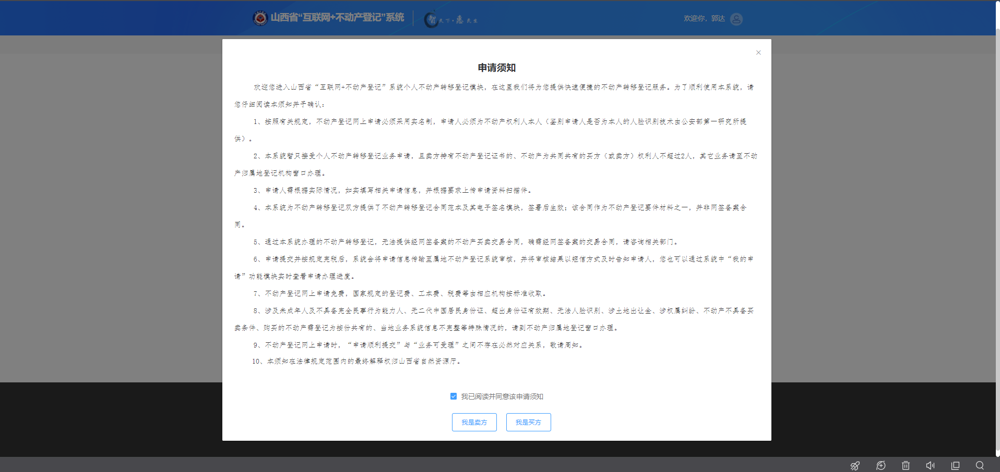 山西省“互联网+不动产登记”系统
智天下·惠民生
欢迎你，郭达
申请须知
欢迎您进入山西省“互联网+不动产登记”系统个人不动产转移登记模块，在这里我们将为您提供快速便捷的不动产转移登记服务。为了顺利使用本系统，请
您仔细阅读本须知并予确认：
1、按照有关规定，不动产登记网上申请必须采用实名制，申请人必须为不动产权利人本人（鉴别申请人是否为本人的人脸识别技术由公安部第一研究所提
供）。
2、本系统暂只接受个人不动产转移登记业务申请，且卖方持有不动产登记证书的、不动产为共同共有的买方（或卖方）权利人不超过2人，其它业务请至不动
产归属地登记机构窗口办理。
3、申请人需根据实际情况，如实填写相关申请信息，并根据要求上传申请资料扫描件。
4、本系统为不动产转移登记双方提供了不动产转移登记合同范本及其电子签名模块，签署后生效；该合同作为不动产登记要件材料之一，并非网签备案合
同。
5、通过本系统办理的不动产转移登记，无法提供经网签备案的不动产买卖交易合同，确需经网签备案的交易合同，请咨询相关部门。
6、申请提交并按规定完税后，系统会将申请信息传输至属地不动产登记系统审核，并将审核结果以短信方式及时告知申请人，您也可以通过系统中“我的申
请”功能模块实时查看申请办理进度。
7、不动产登记网上申请免费，国家规定的登记费、工本费、税费等由相应机构按标准收取。
8、涉及未成年人及不具备完全民事行为能力人、无二代中国居民身份证、超出身份证有效期、无法人脸识别、涉土地出让金、涉权属纠纷、不动产不具备买
卖条件、购买的不动产需登记为按份共有的、当地业务系统信息不完整等特殊情况的，请到不动产归属地登记窗口办理。
9、不动产登记网上申请时，“申请顺利提交”与“业务可受理”之间不存在必然对应关系，敬请周知。
10、本须知在法律规定范围内的最终解释权归山西省自然资源厅。
我已阅读并同意该申请须知
我是卖方
我是买方